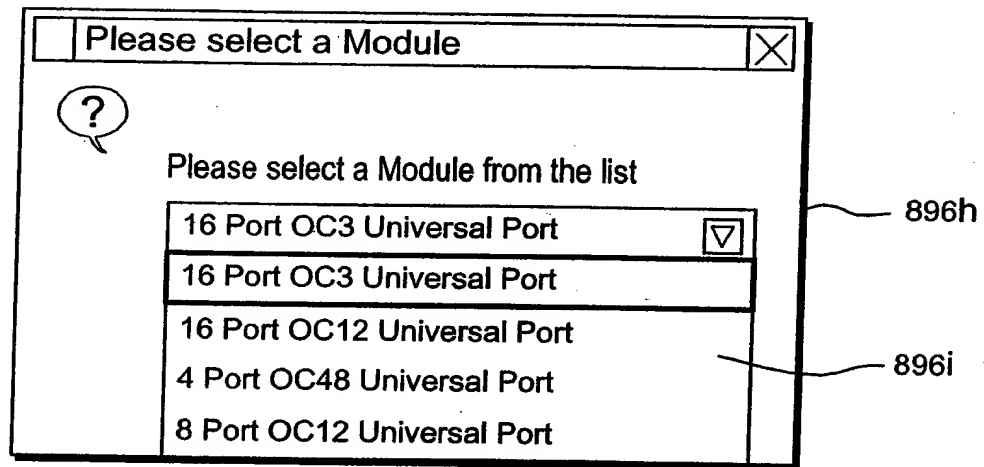 Please select a Module
?
Please select a Module from the list
896h
16 Port OC3 Universal Port
16 Port OC3 Universal Port
16 Port OC12 Universal Port
896i
4 Port OC48 Universal Port
8 Port OC12 Universal Port